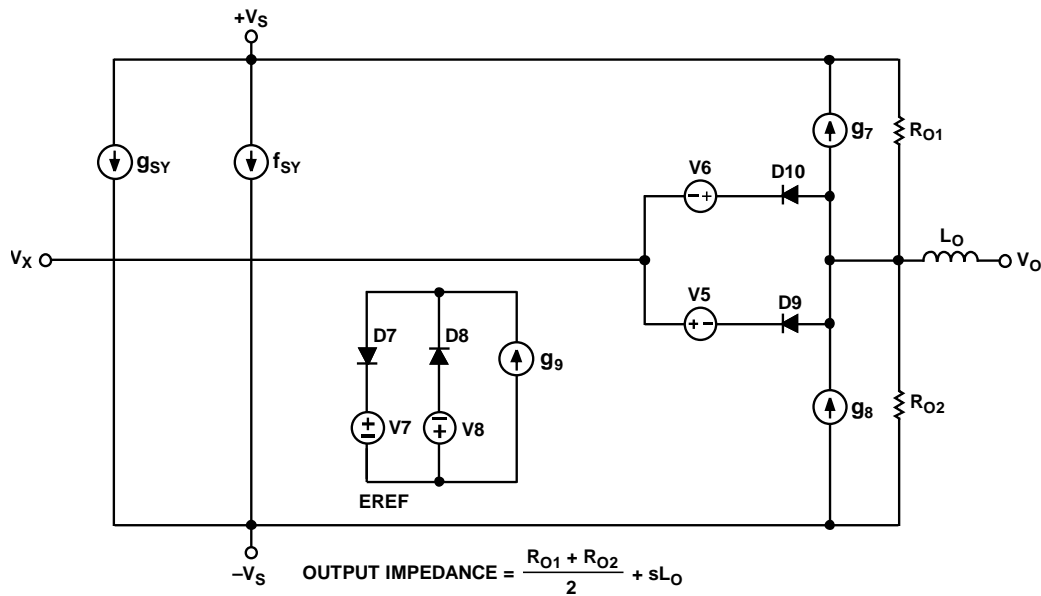 +VS
gSY
fSY
g7
RO1
V6
D10
– +
VX
LO
VO
V5
D9
+ –
D7
D8
g9
+
–
V7
–
+
V8
g8
RO2
EREF
–VS
OUTPUT IMPEDANCE = RO1 + RO2 / 2 + sLO